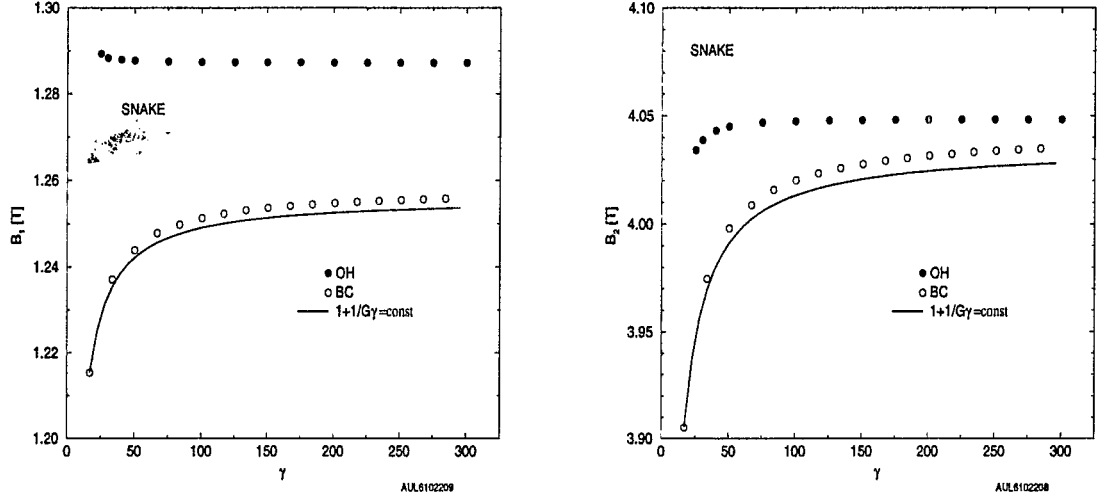 1.30
1.28
1.26
1.24
1.22
1.20
B1 [T]
SNAKE
● OH
○ BC
1+1/Gγ=const
0 50 100 150 200 250 300
γ
AUL6102209
4.10
4.05
4.00
3.95
3.90
B2 [T]
SNAKE
● OH
○ BC
1+1/Gγ=const
0 50 100 150 200 250 300
γ
AUL6102208